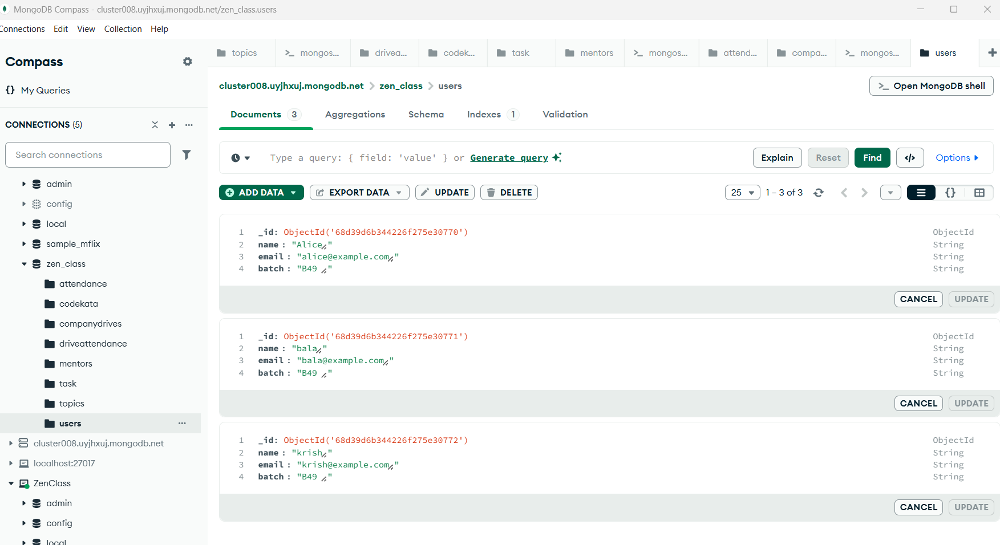 MongoDB Compass - cluster008.uyjhxuj.mongodb.net/zen_class.users
Connections Edit View Collection Help
Compass
{} My Queries
CONNECTIONS (5)
Search connections
admin
config
local
sample_mflix
zen_class
attendance
codekata
companydrives
driveattendance
mentors
task
topics
users
cluster008.uyjhxuj.mongodb.net
localhost:27017
ZenClass
admin
config
local
topics >_ mongos... drivea... codek... task mentors >_ mongos... attend... compa... >_ mongos... users +
cluster008.uyjhxuj.mongodb.net > zen_class > users
>_ Open MongoDB shell
Documents 3 Aggregations Schema Indexes 1 Validation
Type a query: { field: 'value' } or Generate query
Explain Reset Find </> Options
ADD DATA EXPORT DATA UPDATE DELETE
25 1 – 3 of 3 {}
1 _id: ObjectId('68d39d6b344226f275e30770') ObjectId
2 name : "Alice" String
3 email : "alice@example.com" String
4 batch : "B49 " String
CANCEL UPDATE
1 _id: ObjectId('68d39d6b344226f275e30771') ObjectId
2 name : "bala" String
3 email : "bala@example.com" String
4 batch : "B49 " String
CANCEL UPDATE
1 _id: ObjectId('68d39d6b344226f275e30772') ObjectId
2 name : "krish" String
3 email : "krish@example.com" String
4 batch : "B49 " String
CANCEL UPDATE